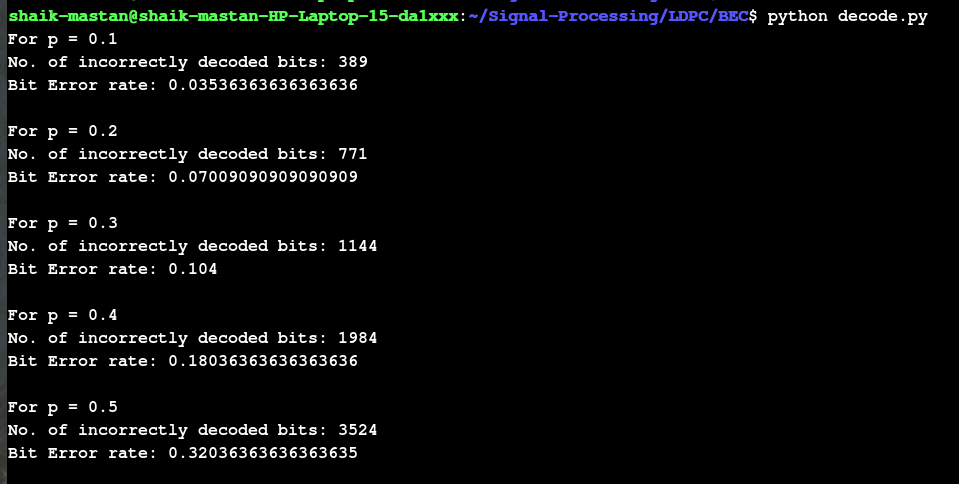 shaik-mastan@shaik-mastan-HP-Laptop-15-da1xxx:~/Signal-Processing/LDPC/BEC$ python decode.py
For p = 0.1
No. of incorrectly decoded bits: 389
Bit Error rate: 0.035363636363636364
For p = 0.2
No. of incorrectly decoded bits: 771
Bit Error rate: 0.07009090909090909
For p = 0.3
No. of incorrectly decoded bits: 1144
Bit Error rate: 0.104
For p = 0.4
No. of incorrectly decoded bits: 1984
Bit Error rate: 0.18036363636363636
For p = 0.5
No. of incorrectly decoded bits: 3524
Bit Error rate: 0.32036363636363635